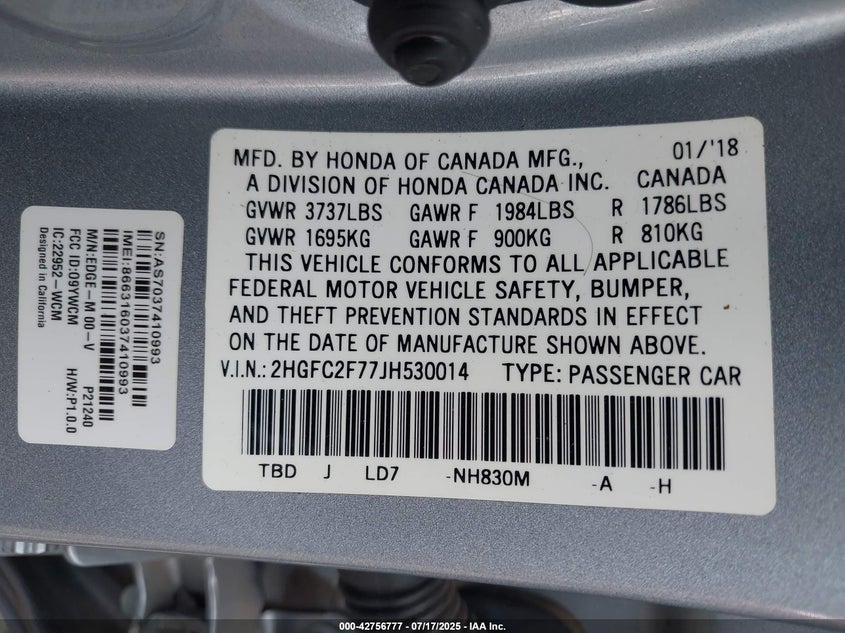 MFD. BY HONDA OF CANADA MFG., 01/'18
A DIVISION OF HONDA CANADA INC. CANADA
GVWR 3737LBS GAWR F 1984LBS R 1786LBS
GVWR 1695KG GAWR F 900KG R 810KG
THIS VEHICLE CONFORMS TO ALL APPLICABLE
FEDERAL MOTOR VEHICLE SAFETY, BUMPER,
AND THEFT PREVENTION STANDARDS IN EFFECT
ON THE DATE OF MANUFACTURE SHOWN ABOVE.
V.I.N.: 2HGFC2F77JH530014 TYPE: PASSENGER CAR
TBD J LD7 -NH830M -A -H
SN:AS7037410993
IMEI:866316037410993
M/N:EDGE-M 00-V P21240
FCC ID:09YWCM H/W:P1.0.0
IC:22952-WCM
Designed in California
000-42756777 / 07/17/2025 - IAA Inc.